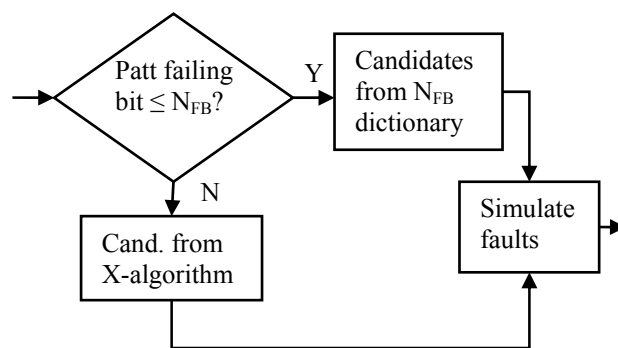 Patt failing
bit ≤ N_FB?
Y
Candidates
from N_FB
dictionary
N
Cand. from
X-algorithm
Simulate
faults